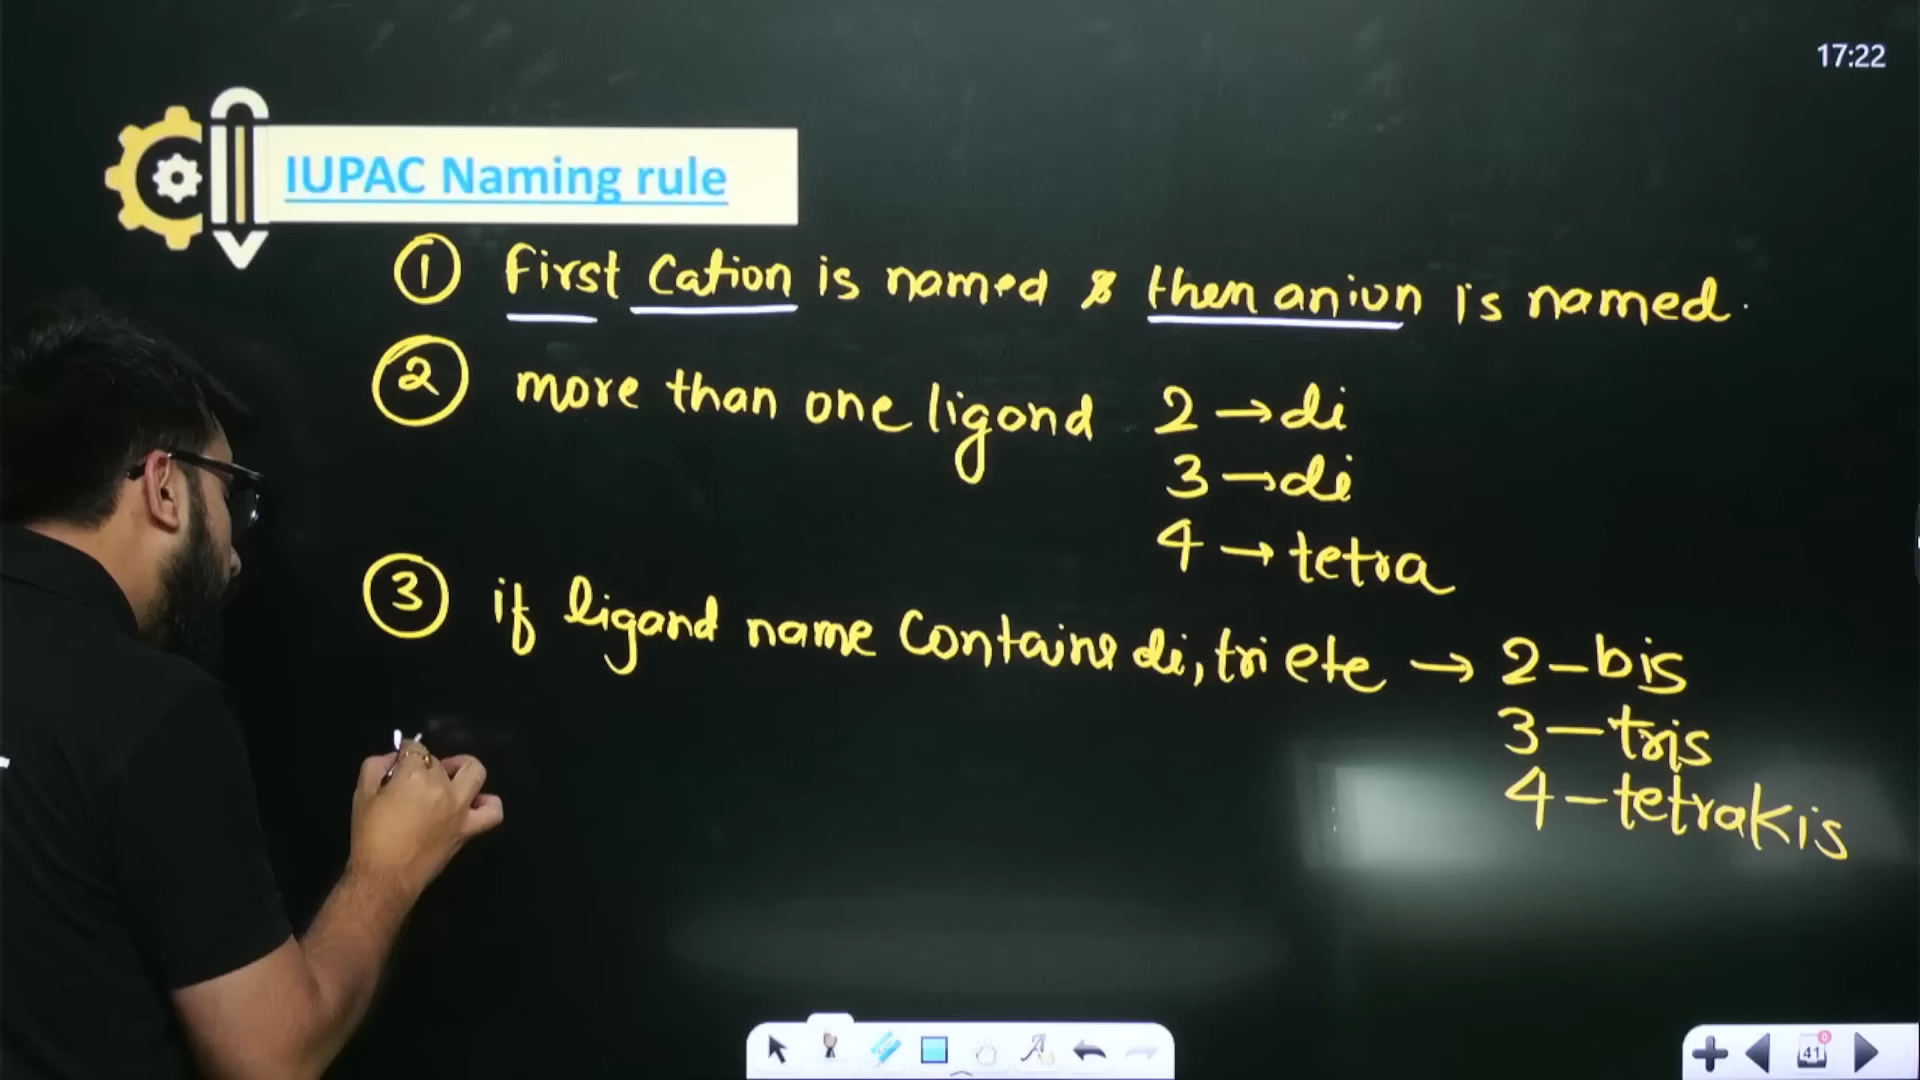 17:22
IUPAC Naming rule
① First Cation is named & then anion is named.
② more than one ligond 2 → di
3 → di
4 → tetra
③ if ligand name Contains di, tri etc → 2 - bis
3 - tris
4 - tetrakis
41